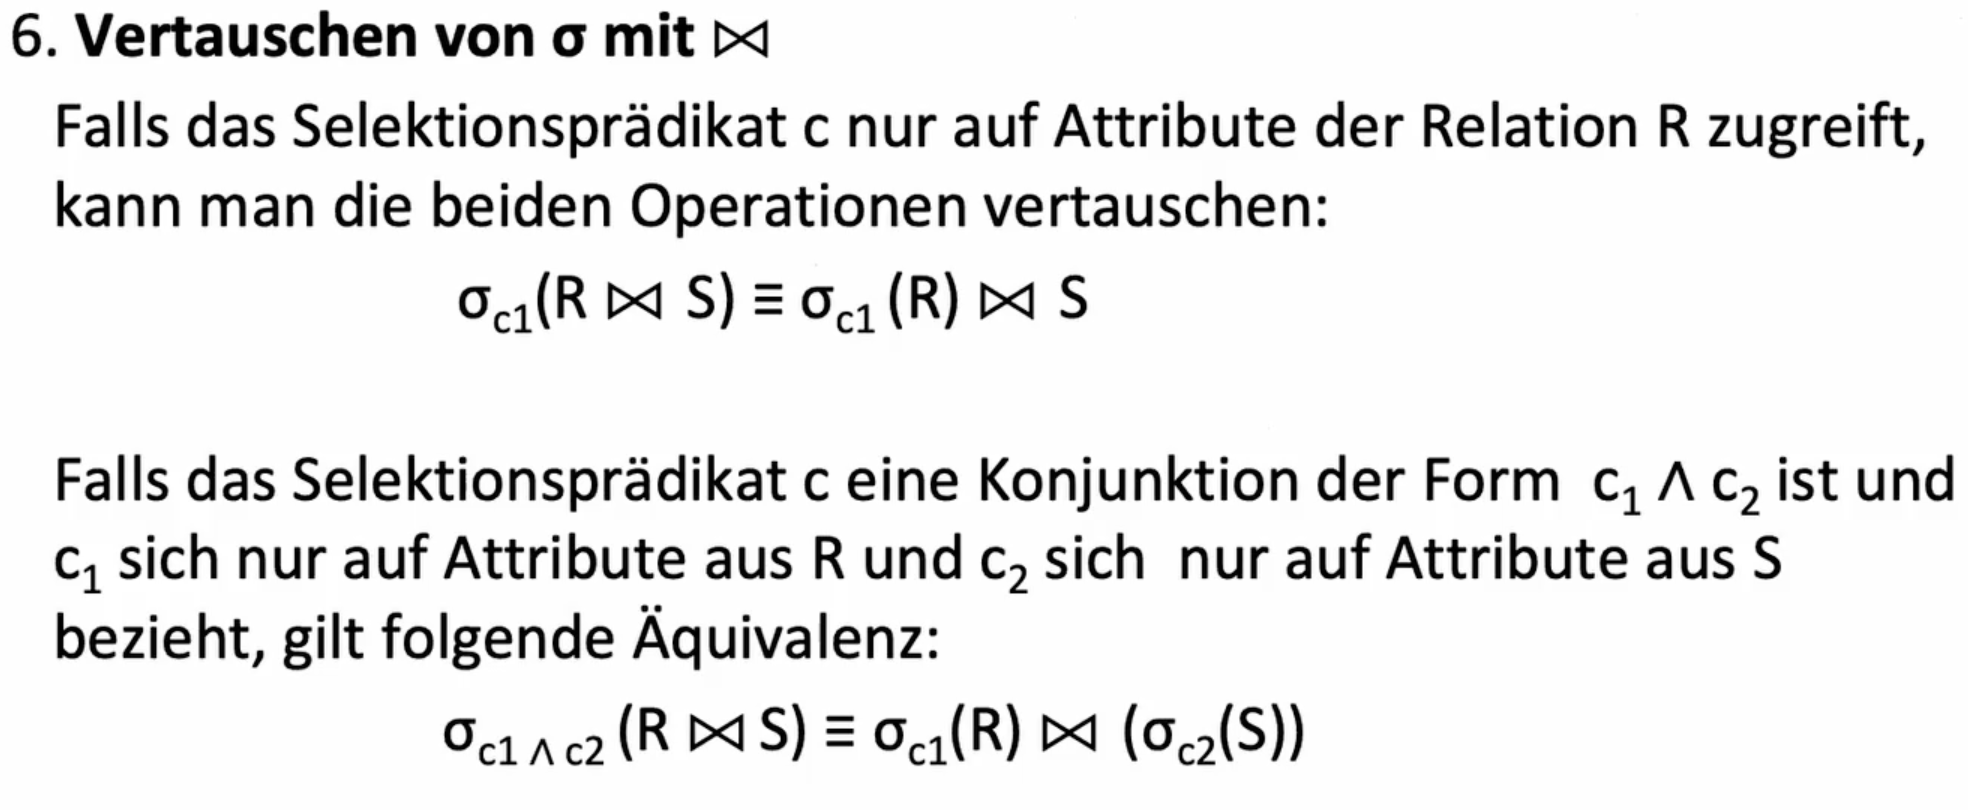 6. Vertauschen von σ mit ⋈
Falls das Selektionsprädikat c nur auf Attribute der Relation R zugreift,
kann man die beiden Operationen vertauschen:
σc1(R ⋈ S) ≡ σc1 (R) ⋈ S
Falls das Selektionsprädikat c eine Konjunktion der Form c₁ Λ c₂ ist und
c₁ sich nur auf Attribute aus R und c₂ sich nur auf Attribute aus S
bezieht, gilt folgende Äquivalenz:
σc1 Λ c2 (R ⋈ S) ≡ σc1(R) ⋈ (σc2(S))